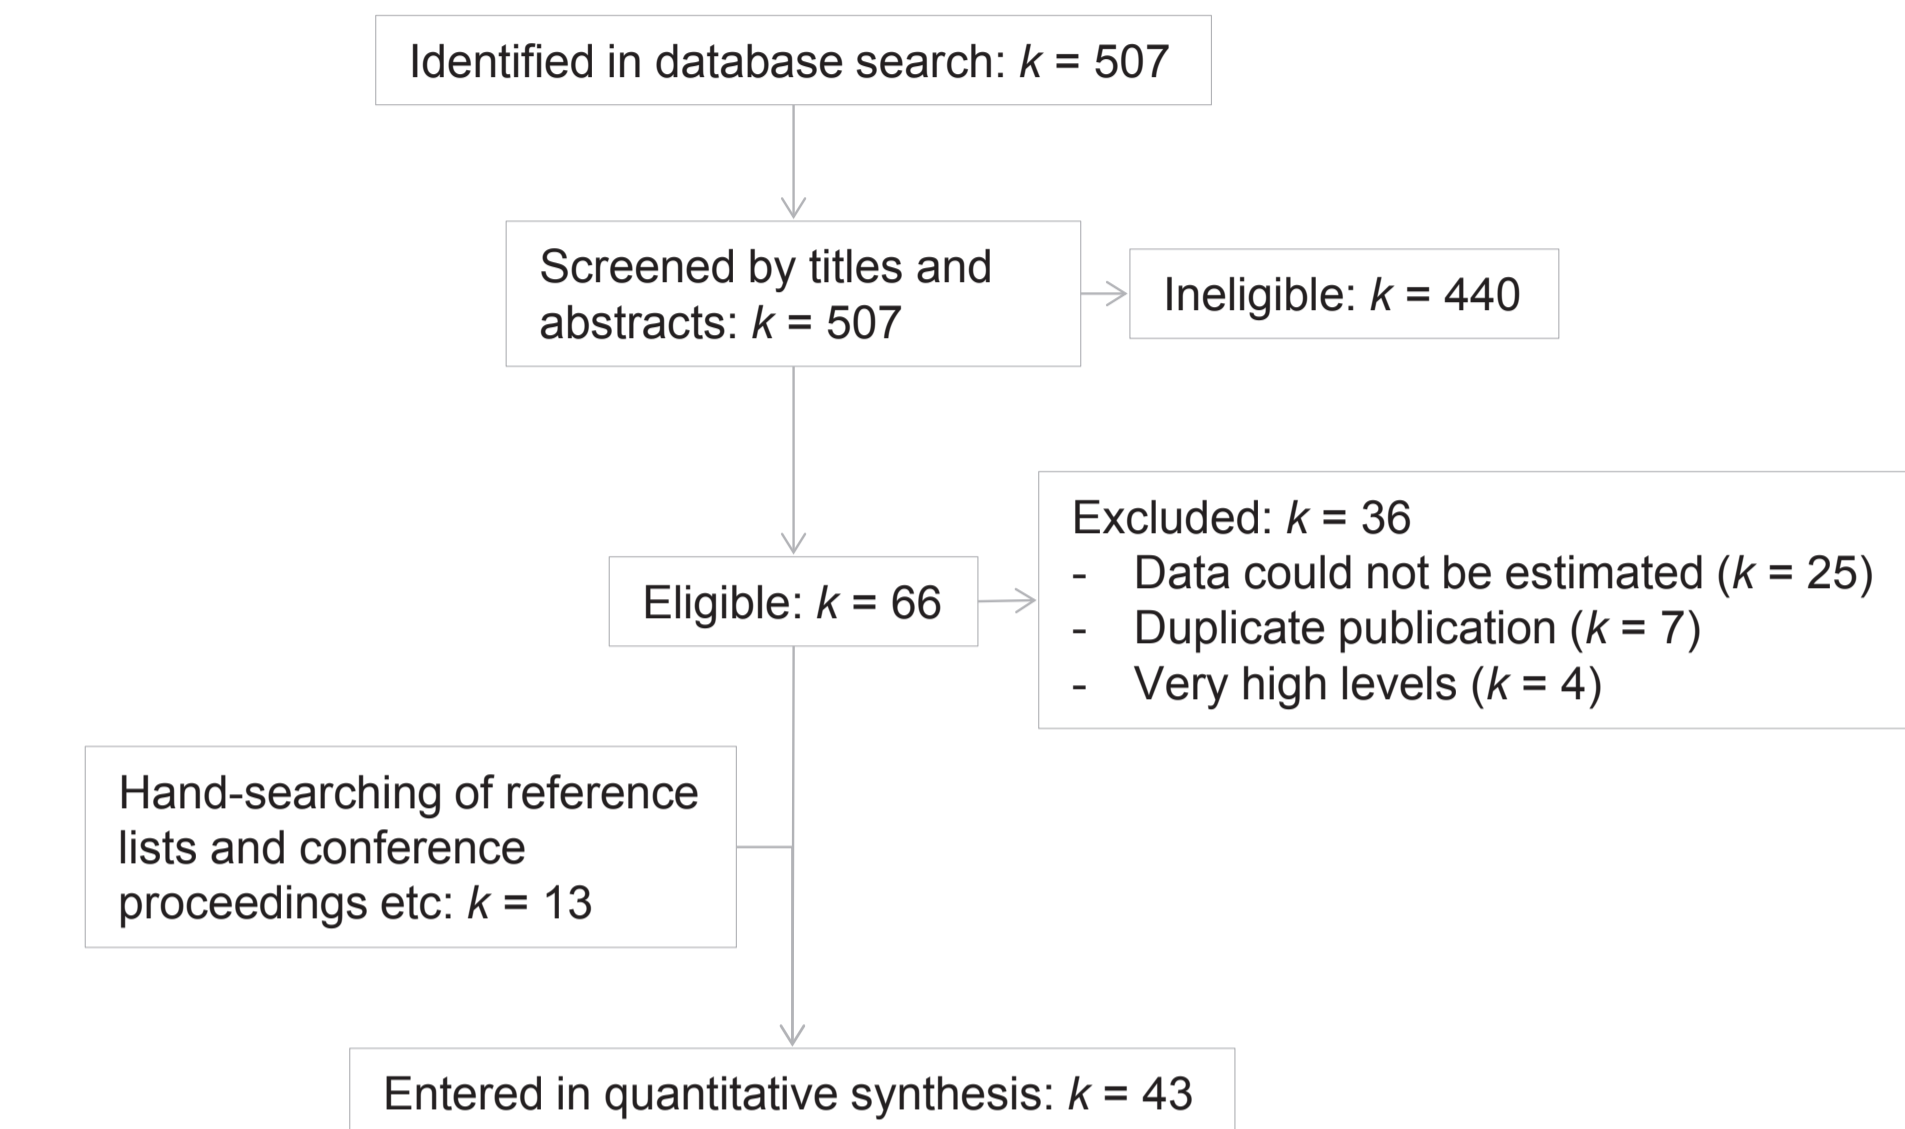 Identified in database search: k = 507
Screened by titles and
abstracts: k = 507
Ineligible: k = 440
Excluded: k = 36
- Data could not be estimated (k = 25)
- Duplicate publication (k = 7)
- Very high levels (k = 4)
Eligible: k = 66
Hand-searching of reference
lists and conference
proceedings etc: k = 13
Entered in quantitative synthesis: k = 43